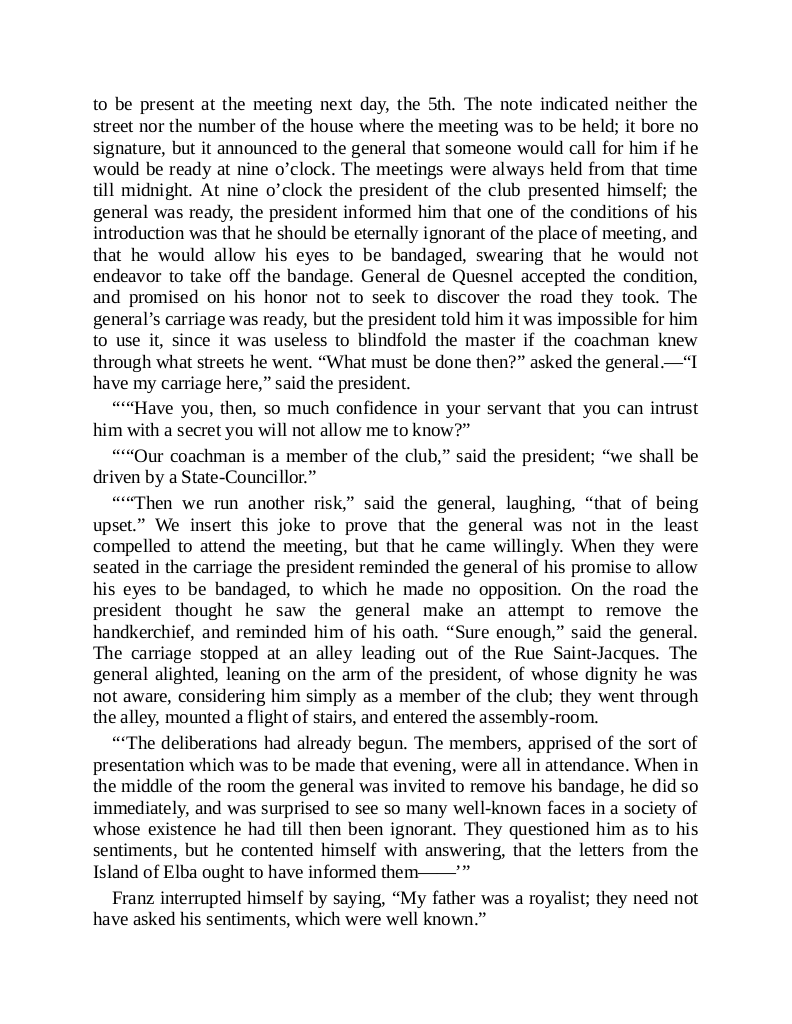 to be present at the meeting next day, the 5th. The note indicated neither the
street nor the number of the house where the meeting was to be held; it bore no
signature, but it announced to the general that someone would call for him if he
would be ready at nine o’clock. The meetings were always held from that time
till midnight. At nine o’clock the president of the club presented himself; the
general was ready, the president informed him that one of the conditions of his
introduction was that he should be eternally ignorant of the place of meeting, and
that he would allow his eyes to be bandaged, swearing that he would not
endeavor to take off the bandage. General de Quesnel accepted the condition,
and promised on his honor not to seek to discover the road they took. The
general’s carriage was ready, but the president told him it was impossible for him
to use it, since it was useless to blindfold the master if the coachman knew
through what streets he went. “What must be done then?” asked the general.—“I
have my carriage here,” said the president.
“‘“Have you, then, so much confidence in your servant that you can intrust
him with a secret you will not allow me to know?”
“‘“Our coachman is a member of the club,” said the president; “we shall be
driven by a State-Councillor.”
“‘“Then we run another risk,” said the general, laughing, “that of being
upset.” We insert this joke to prove that the general was not in the least
compelled to attend the meeting, but that he came willingly. When they were
seated in the carriage the president reminded the general of his promise to allow
his eyes to be bandaged, to which he made no opposition. On the road the
president thought he saw the general make an attempt to remove the
handkerchief, and reminded him of his oath. “Sure enough,” said the general.
The carriage stopped at an alley leading out of the Rue Saint-Jacques. The
general alighted, leaning on the arm of the president, of whose dignity he was
not aware, considering him simply as a member of the club; they went through
the alley, mounted a flight of stairs, and entered the assembly-room.
“‘The deliberations had already begun. The members, apprised of the sort of
presentation which was to be made that evening, were all in attendance. When in
the middle of the room the general was invited to remove his bandage, he did so
immediately, and was surprised to see so many well-known faces in a society of
whose existence he had till then been ignorant. They questioned him as to his
sentiments, but he contented himself with answering, that the letters from the
Island of Elba ought to have informed them——’”
Franz interrupted himself by saying, “My father was a royalist; they need not
have asked his sentiments, which were well known.”